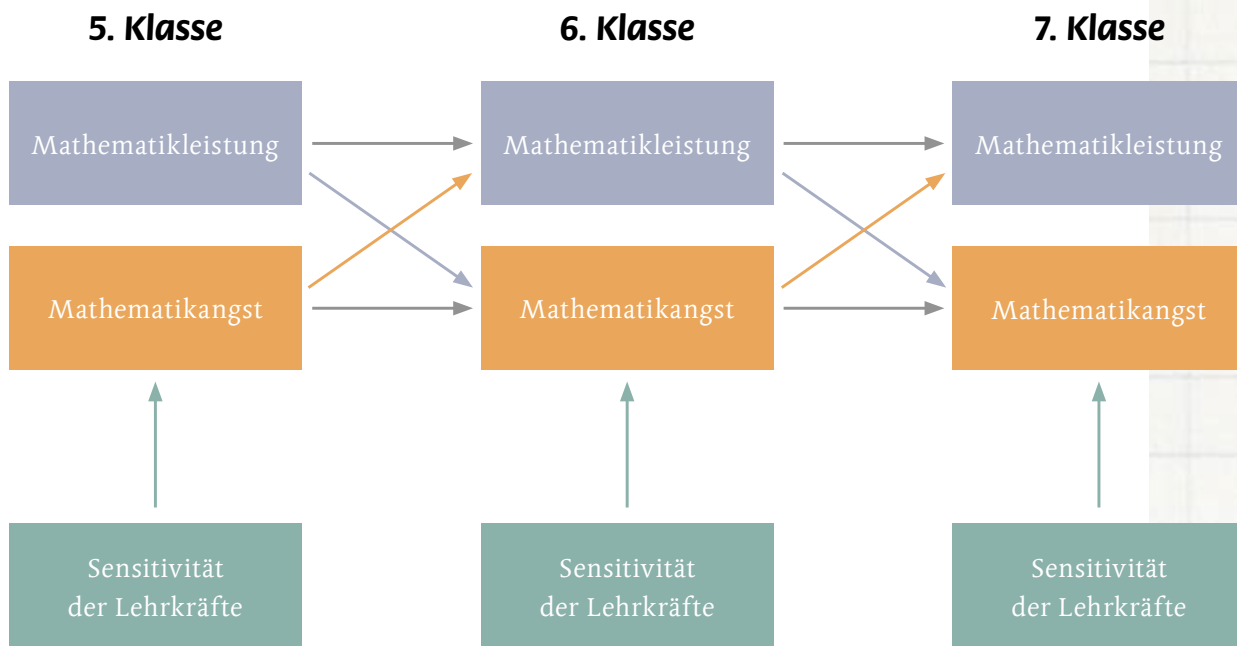 5. Klasse
6. Klasse
7. Klasse
Mathematikleistung
Mathematikleistung
Mathematikleistung
Mathematikangst
Mathematikangst
Mathematikangst
Sensitivität
der Lehrkräfte
Sensitivität
der Lehrkräfte
Sensitivität
der Lehrkräfte